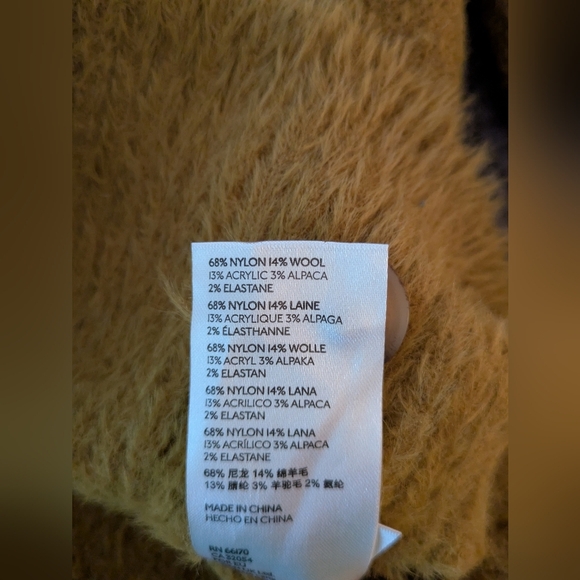 68% NYLON 14% WOOL
13% ACRYLIC 3% ALPACA
2% ELASTANE
68% NYLON 14% LAINE
13% ACRYLIQUE 3% ALPAGA
2% ÉLASTHANNE
68% NYLON 14% WOLLE
13% ACRYL 3% ALPAKA
2% ELASTAN
68% NYLON 14% LANA
13% ACRILICO 3% ALPACA
2% ELASTAN
68% NYLON 14% LANA
13% ACRÍLICO 3% ALPACA
2% ELASTANE
68% 尼龙 14% 绵羊毛
13% 腈纶 3% 羊驼毛 2% 氨纶
MADE IN CHINA
HECHO EN CHINA
RN 66170